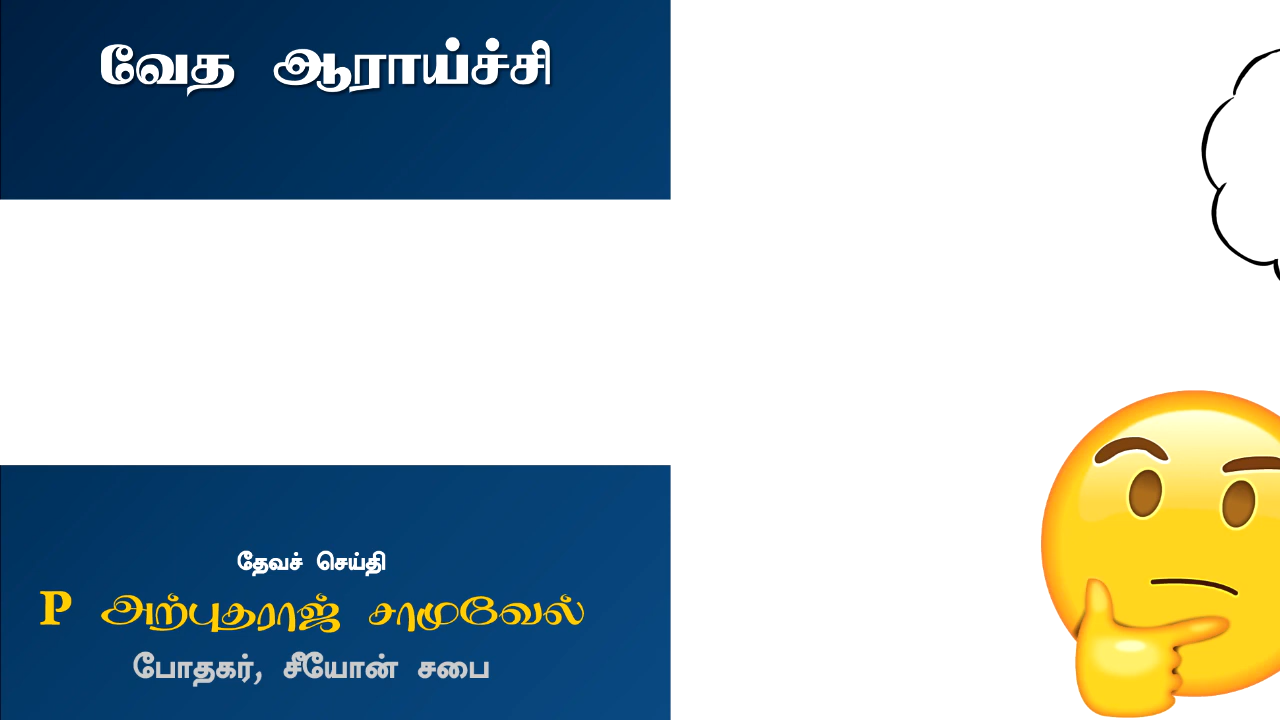 வேத ஆராய்ச்சி
தேவச் செய்தி
P அற்புதராஜ் சாமுவேல்
போதகர், சீயோன் சபை